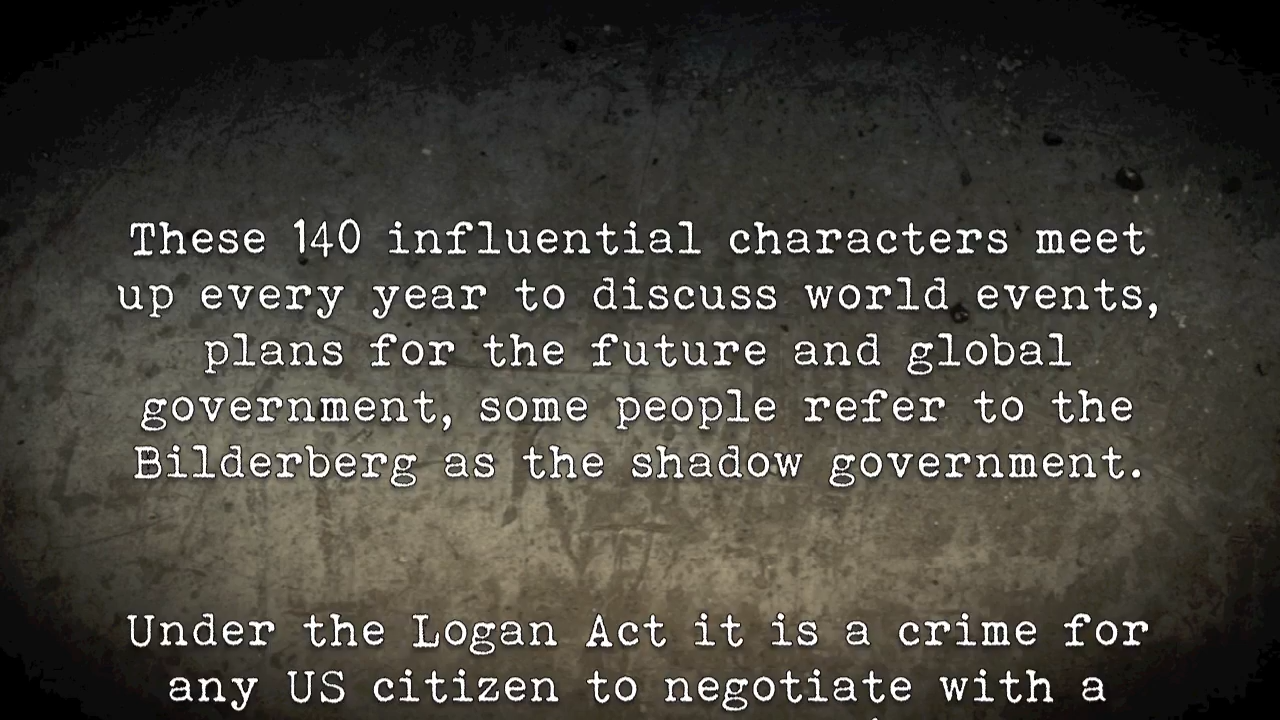 These 140 influential characters meet
up every year to discuss world events,
plans for the future and global
government, some people refer to the
Bilderberg as the shadow government.
Under the Logan Act it is a crime for
any US citizen to negotiate with a